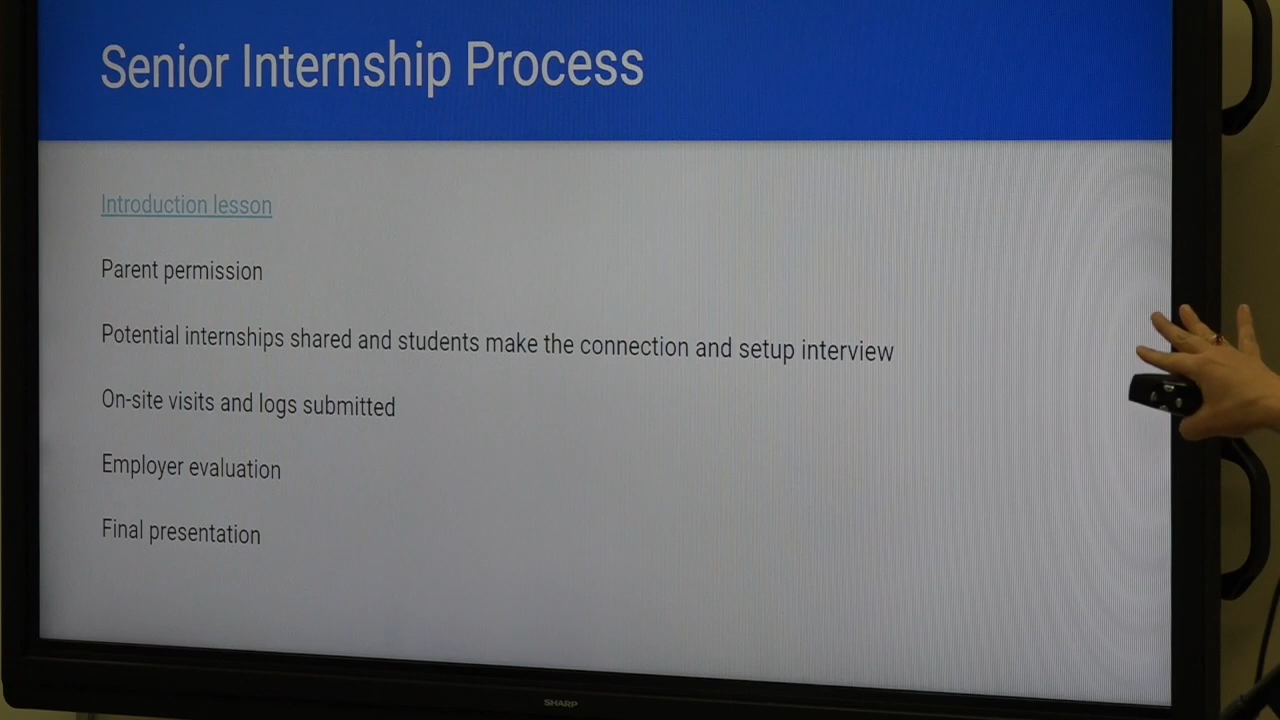 Senior Internship Process
Introduction lesson
Parent permission
Potential internships shared and students make the connection and setup interview
On-site visits and logs submitted
Employer evaluation
Final presentation
SHARP